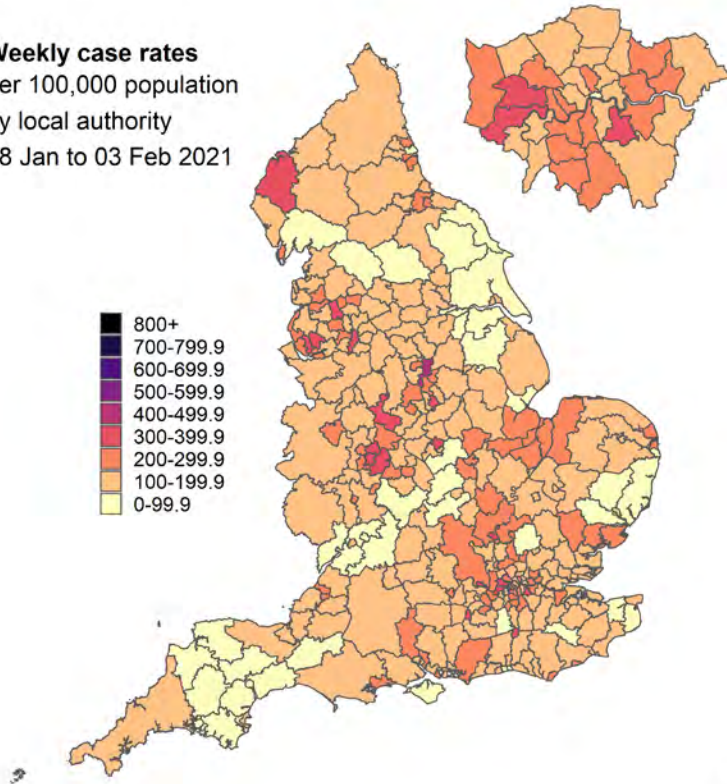 Weekly case rates
er 100,000 population
y local authority
8 Jan to 03 Feb 2021
800+
700-799.9
600-699.9
500-599.9
400-499.9
300-399.9
200-299.9
100-199.9
0-99.9